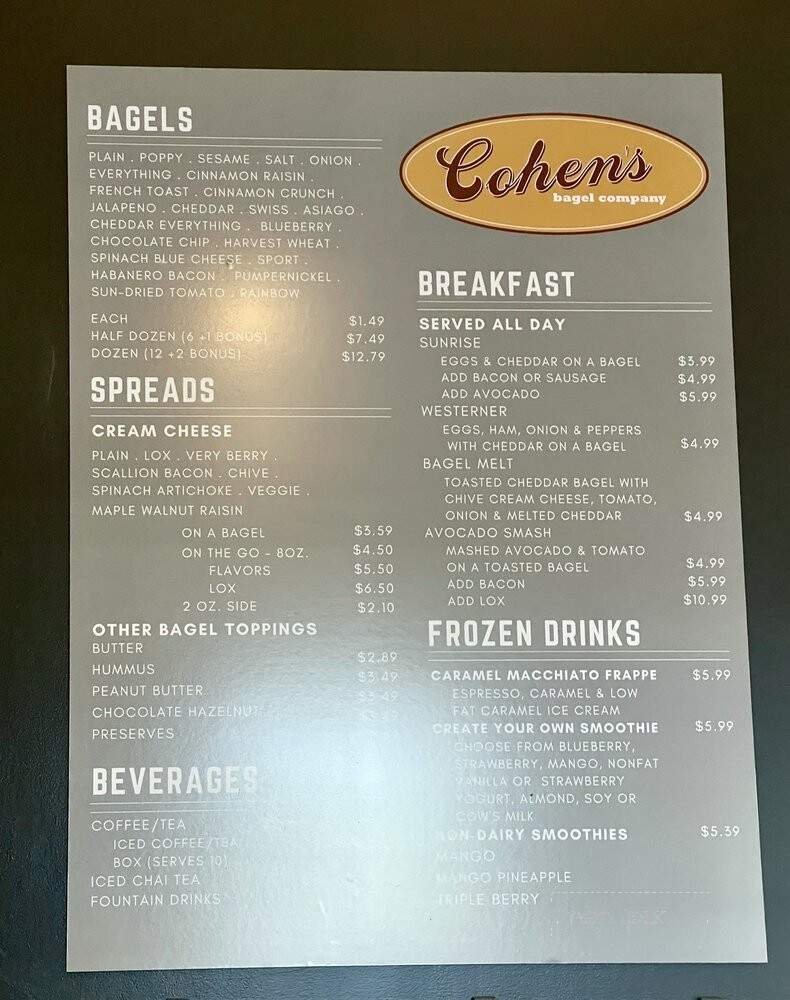 BAGELS
PLAIN . POPPY . SESAME . SALT . ONION .
EVERYTHING . CINNAMON RAISIN .
FRENCH TOAST . CINNAMON CRUNCH .
JALAPENO . CHEDDAR . SWISS . ASIAGO .
CHEDDAR EVERYTHING . BLUEBERRY .
CHOCOLATE CHIP . HARVEST WHEAT .
SPINACH BLUE CHEESE . SPORT .
HABANERO BACON . PUMPERNICKEL .
SUN-DRIED TOMATO . RAINBOW
EACH $1.49
HALF DOZEN (6 +1 BONUS) $7.49
DOZEN (12 +2 BONUS) $12.79
SPREADS
CREAM CHEESE
PLAIN . LOX . VERY BERRY .
SCALLION BACON . CHIVE .
SPINACH ARTICHOKE . VEGGIE .
MAPLE WALNUT RAISIN
ON A BAGEL $3.59
ON THE GO - 8OZ. $4.50
FLAVORS $5.50
LOX $6.50
2 OZ. SIDE $2.10
OTHER BAGEL TOPPINGS
BUTTER $2.89
HUMMUS $3.49
PEANUT BUTTER $3.49
CHOCOLATE HAZELNUT
PRESERVES
BEVERAGES
COFFEE/TEA
ICED COFFEE/TEA
BOX (SERVES 10)
ICED CHAI TEA
FOUNTAIN DRINKS
Cohen's
bagel company
BREAKFAST
SERVED ALL DAY
SUNRISE
EGGS & CHEDDAR ON A BAGEL $3.99
ADD BACON OR SAUSAGE $4.99
ADD AVOCADO $5.99
WESTERNER
EGGS, HAM, ONION & PEPPERS
WITH CHEDDAR ON A BAGEL $4.99
BAGEL MELT
TOASTED CHEDDAR BAGEL WITH
CHIVE CREAM CHEESE, TOMATO,
ONION & MELTED CHEDDAR $4.99
AVOCADO SMASH
MASHED AVOCADO & TOMATO
ON A TOASTED BAGEL $4.99
ADD BACON $5.99
ADD LOX $10.99
FROZEN DRINKS
CARAMEL MACCHIATO FRAPPE $5.99
ESPRESSO, CARAMEL & LOW
FAT CARAMEL ICE CREAM
CREATE YOUR OWN SMOOTHIE $5.99
CHOOSE FROM BLUEBERRY,
STRAWBERRY, MANGO, NONFAT
VANILLA OR STRAWBERRY
YOGURT, ALMOND, SOY OR
COW'S MILK
NON-DAIRY SMOOTHIES $5.39
MANGO
MANGO PINEAPPLE
TRIPLE BERRY